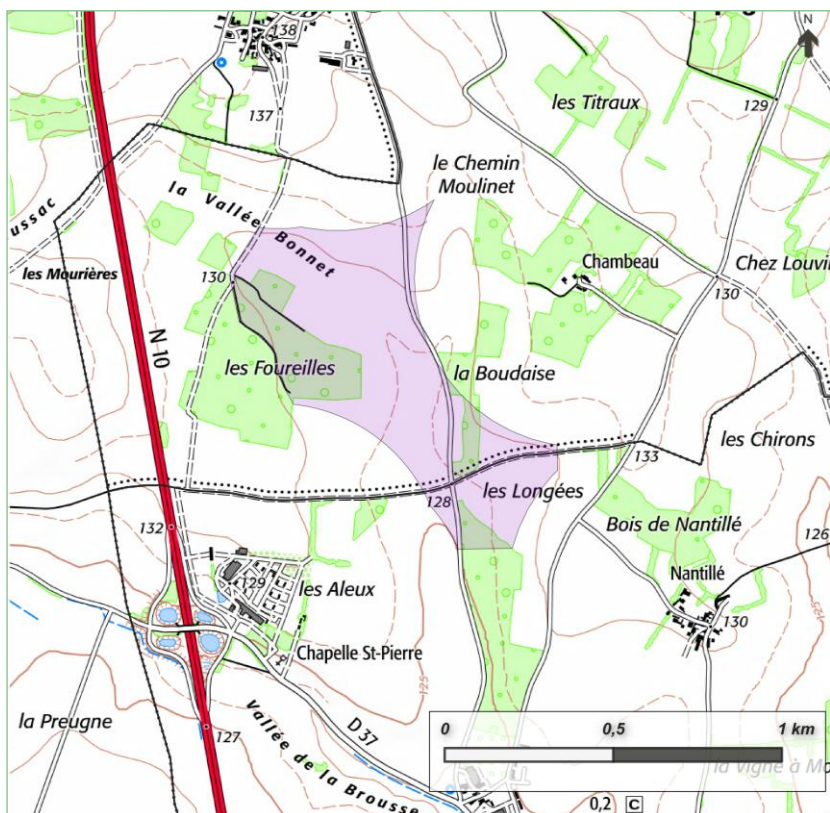 138
N
les Titraux
129
137
le Chemin
Moulinet
la Vallée
Bonnet
ussac
les Mourières
130
Chambeau
Chez Louvi
130
N 10
les Foureilles
la Boudaise
les Chirons
133
les Longées
128
Bois de Nantillé
132
126
129
les Aleux
Nantillé
130
125
Chapelle St-Pierre
125
la Preugne
D 37
127
Vallée de la Brousse
0 0,5 1 km
la Vigne à Mo
0,2 C